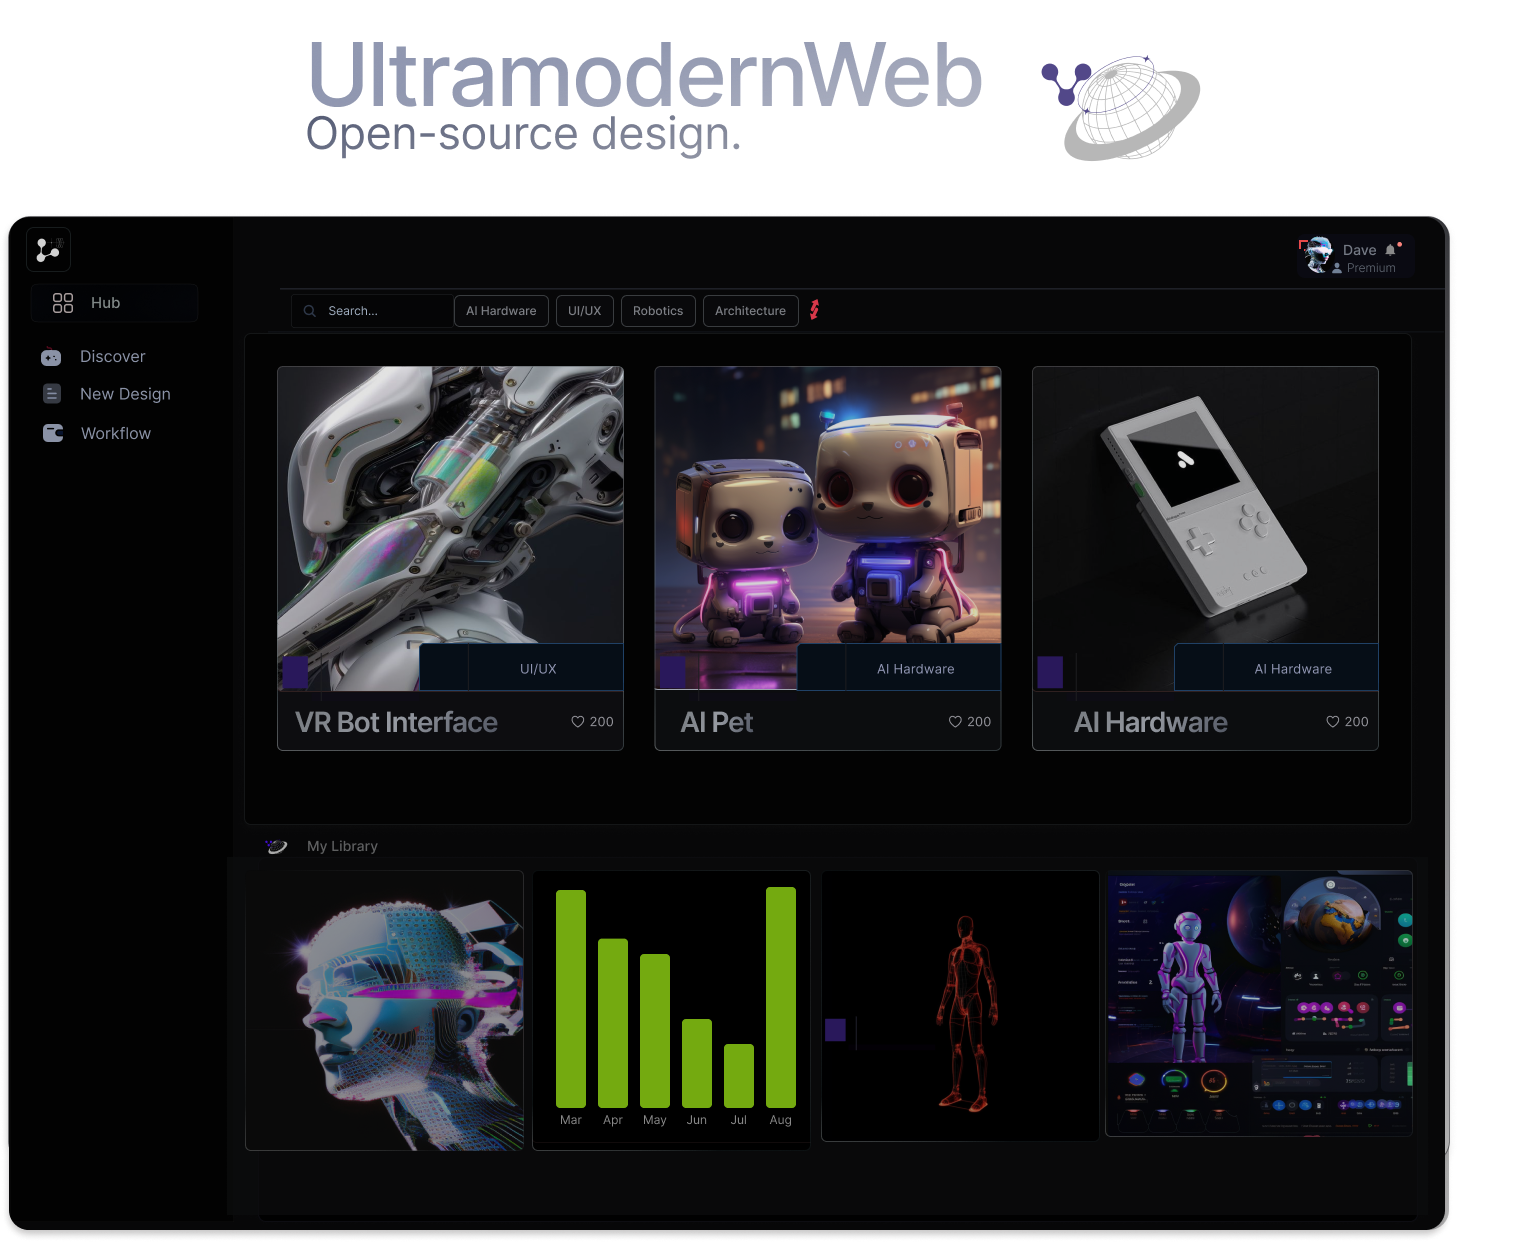 UltramodernWeb
Open-source design.
Dave
Premium
Hub
Search...
AI Hardware
UI/UX
Robotics
Architecture
Discover
New Design
Workflow
UI/UX
AI Hardware
AI Hardware
VR Bot Interface
200
AI Pet
200
AI Hardware
200
My Library
Mar
Apr
May
Jun
Jul
Aug